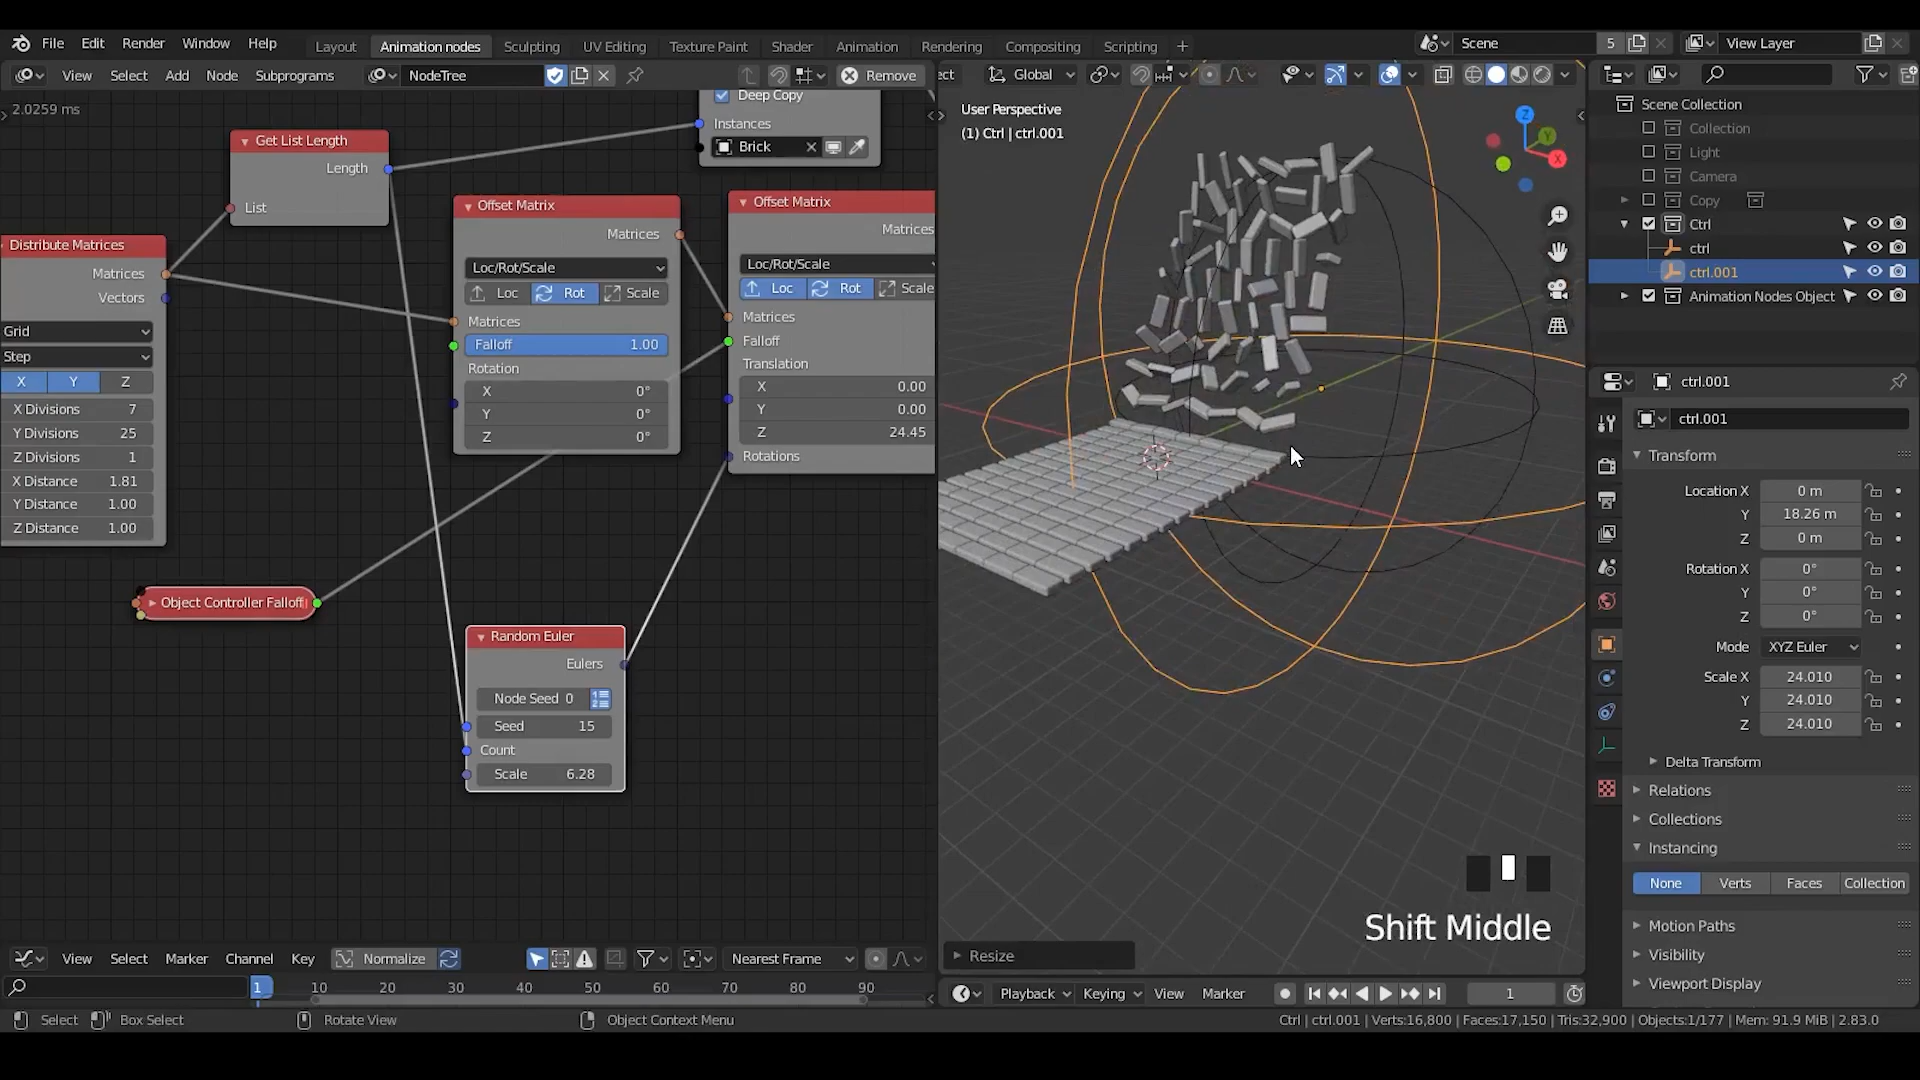 File Edit Render Window Help Layout Animation nodes Sculpting UV Editing Texture Paint Shader Animation Rendering Compositing Scripting + Scene 5 View Layer
View Select Add Node Subprograms NodeTree Remove
2.0259 ms
Deep Copy
Instances
Brick
Get List Length
Length
List
Distribute Matrices
Matrices
Vectors
Grid
Step
X Y Z
X Divisions 7
Y Divisions 25
Z Divisions 1
X Distance 1.81
Y Distance 1.00
Z Distance 1.00
Offset Matrix
Matrices
Loc/Rot/Scale
Loc Rot Scale
Matrices
Falloff 1.00
Rotation
X 0°
Y 0°
Z 0°
Offset Matrix
Matrices
Loc/Rot/Scale
Loc Rot Scale
Matrices
Falloff
Translation
X 0.00
Y 0.00
Z 24.45
Rotations
Object Controller Falloff
Random Euler
Eulers
Node Seed 0
Seed 15
Count
Scale 6.28
ect Global
User Perspective
(1) Ctrl | ctrl.001
Z
Y
X
Shift Middle
Resize
Scene Collection
Collection
Light
Camera
Copy
Ctrl
ctrl
ctrl.001
Animation Nodes Object
ctrl.001
ctrl.001
Transform
Location X 0 m
Y 18.26 m
Z 0 m
Rotation X 0°
Y 0°
Z 0°
Mode XYZ Euler
Scale X 24.010
Y 24.010
Z 24.010
Delta Transform
Relations
Collections
Instancing
None Verts Faces Collection
Motion Paths
Visibility
Viewport Display
View Select Marker Channel Key Normalize Nearest Frame
1 10 20 30 40 50 60 70 80 90
Playback Keying View Marker 1
Select Box Select Rotate View Object Context Menu Ctrl | ctrl.001 | Verts:16,800 | Faces:17,150 | Tris:32,900 | Objects:1/177 | Mem: 91.9 MiB | 2.83.0